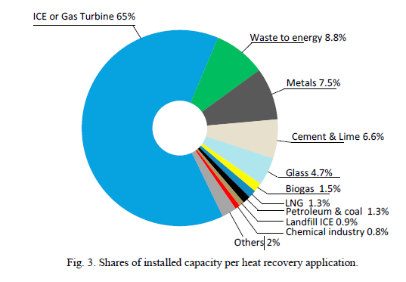 ICE or Gas Turbine 65%
Waste to energy 8.8%
Metals 7.5%
Cement & Lime 6.6%
Glass 4.7%
Biogas 1.5%
LNG 1.3%
Petroleum & coal 1.3%
Landfill ICE 0.9%
Chemical industry 0.8%
Others 2%
Fig. 3. Shares of installed capacity per heat recovery application.